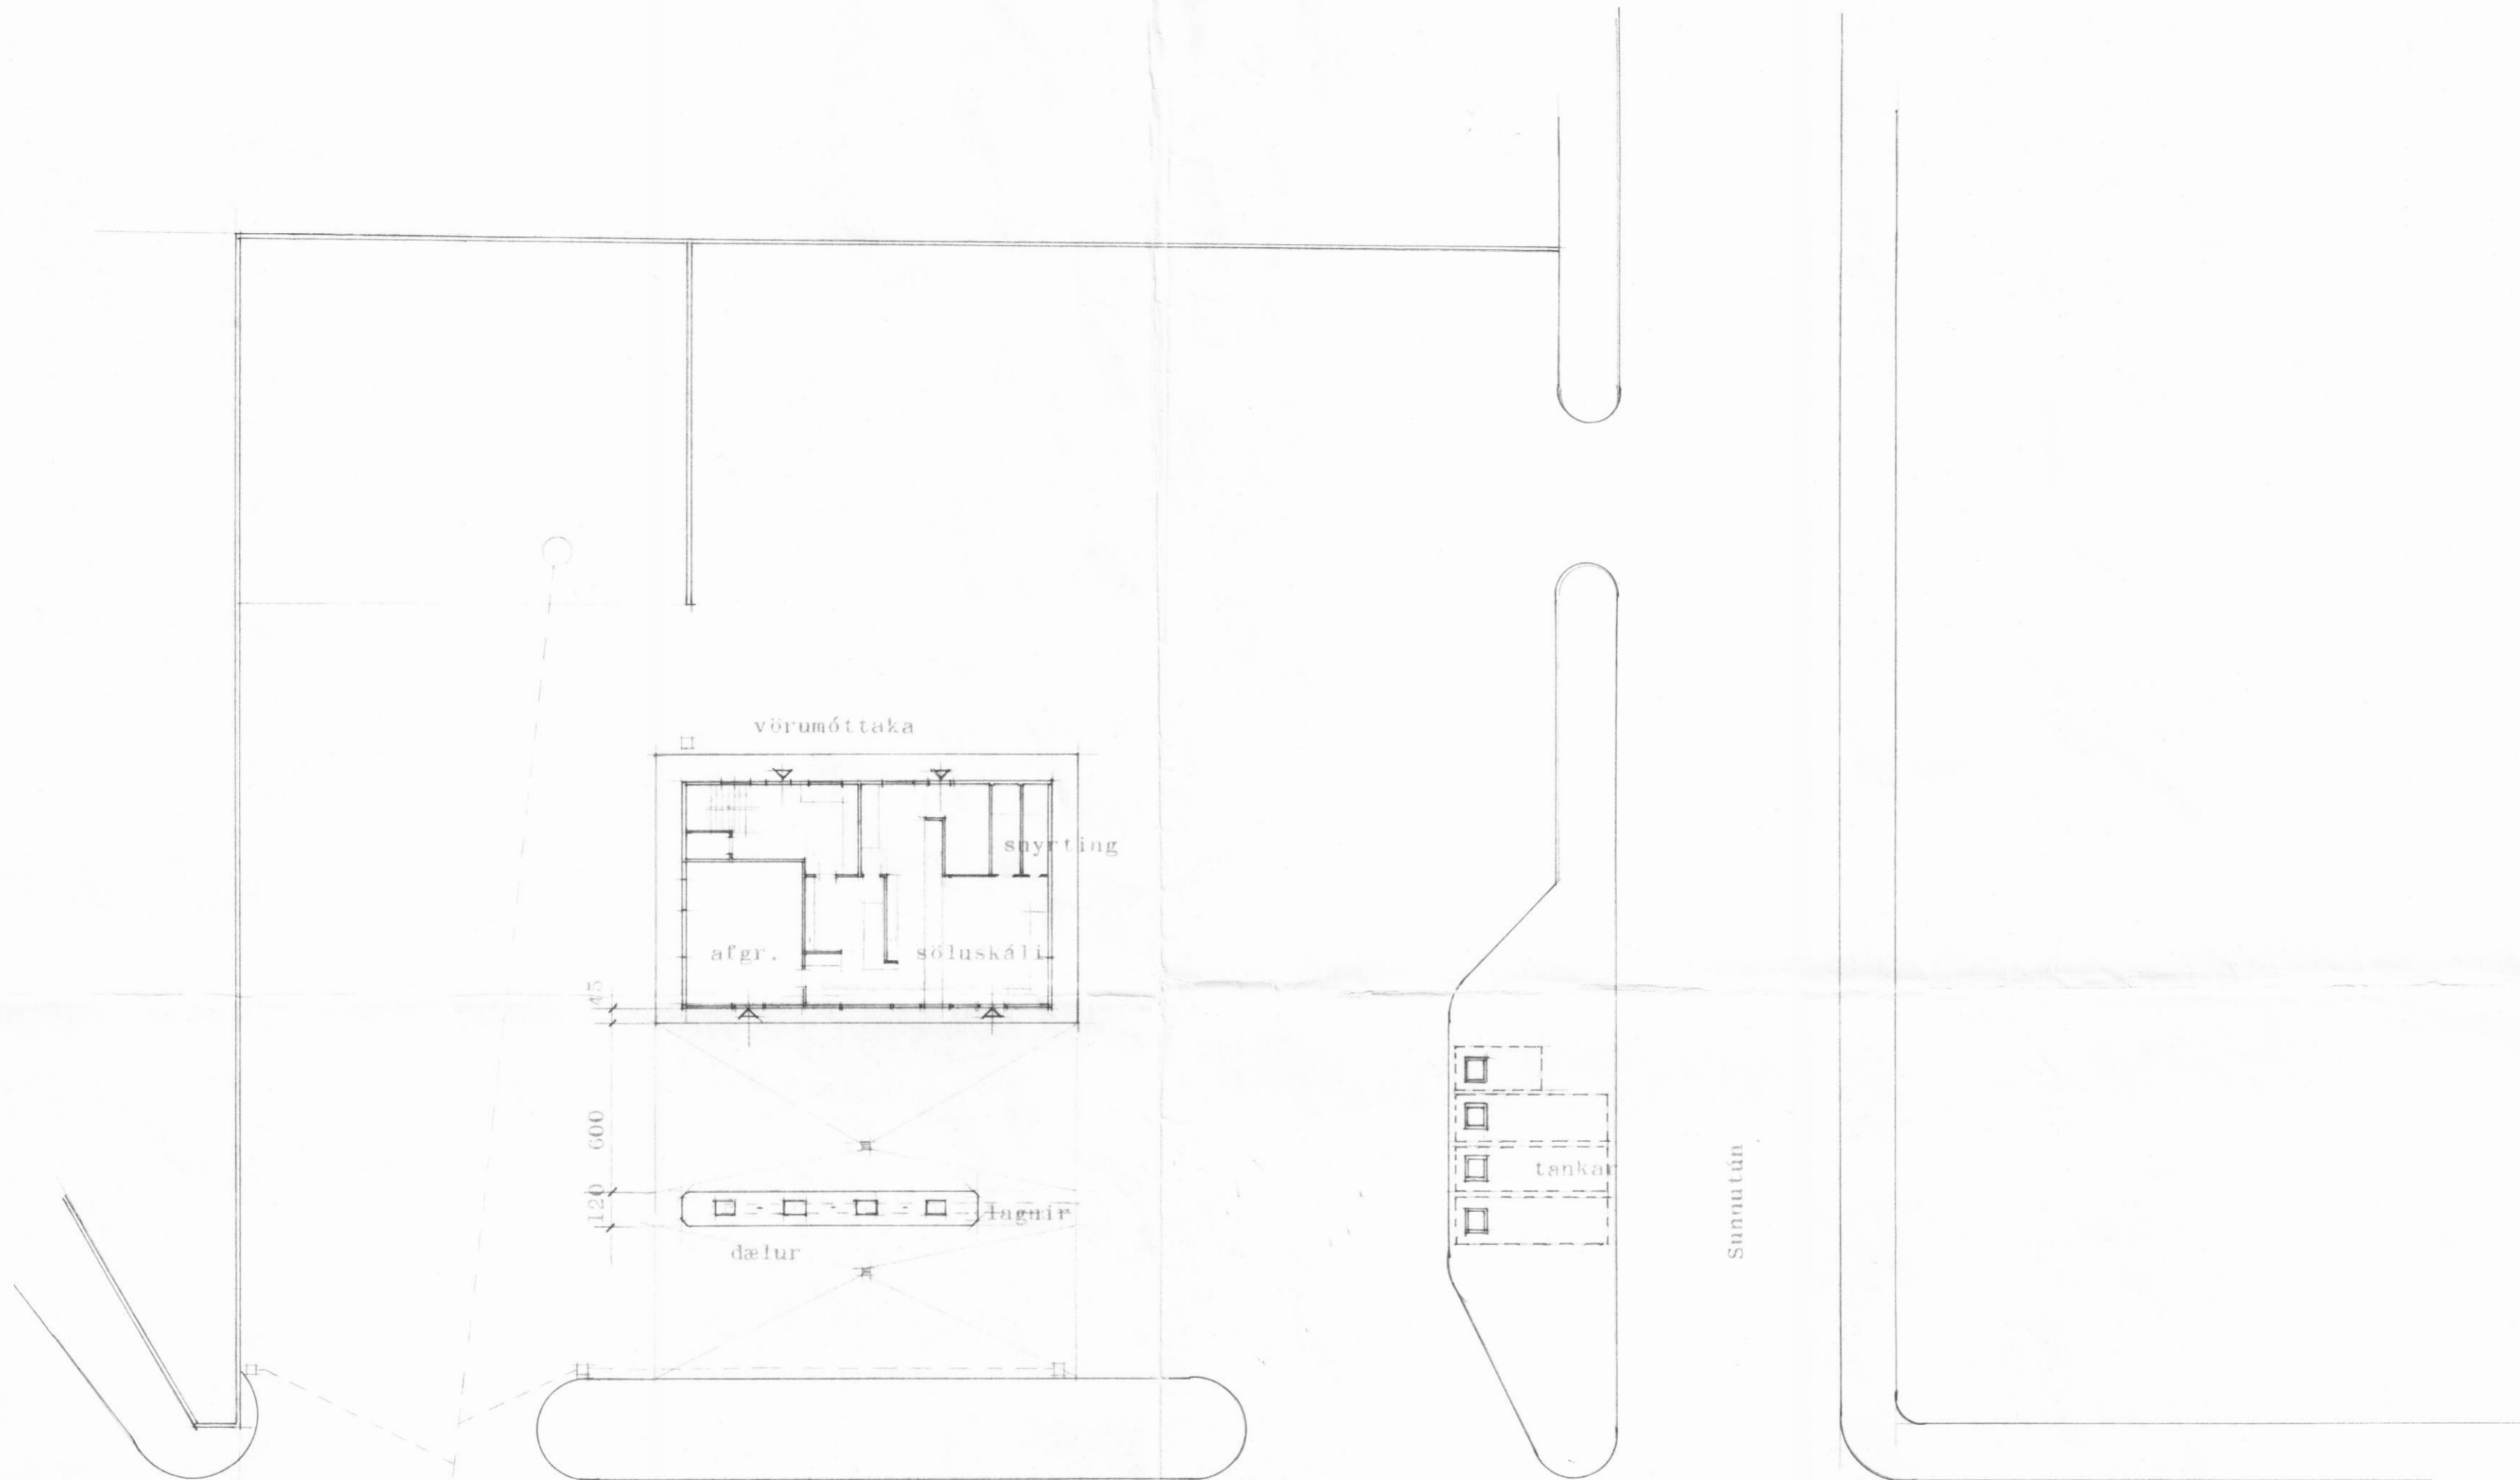 vörumóttaka
snyrting
afgr.
söluskáli
45
600
120
lagnir
dælur
tankar
Sunnutún